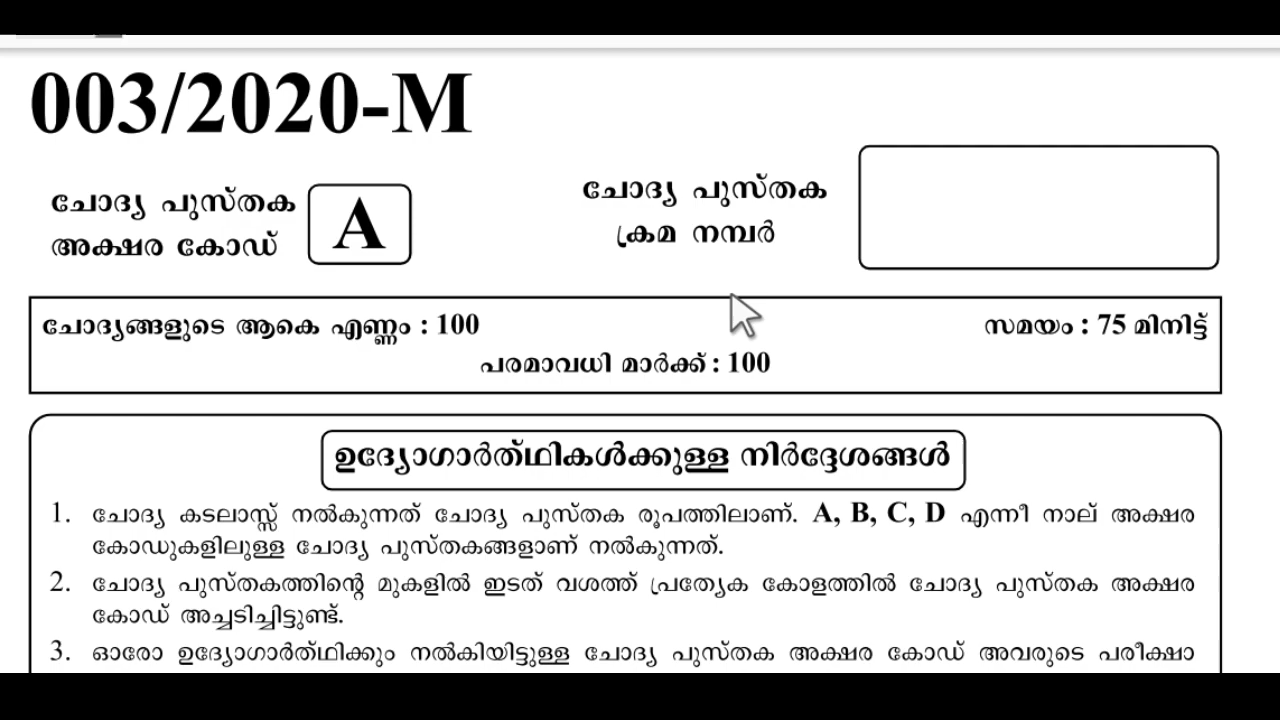 003/2020-M
ചോദ്യ പുസ്തക
അക്ഷര കോഡ്
A
ചോദ്യ പുസ്തക
ക്രമ നമ്പർ
ചോദ്യങ്ങളുടെ ആകെ എണ്ണം : 100
സമയം : 75 മിനിട്ട്
പരമാവധി മാർക്ക് : 100
ഉദ്യോഗാർത്ഥികൾക്കുള്ള നിർദ്ദേശങ്ങൾ
1. ചോദ്യ കടലാസ്സ് നൽകുന്നത് ചോദ്യ പുസ്തക രൂപത്തിലാണ്. A, B, C, D എന്നീ നാല് അക്ഷര
കോഡുകളിലുള്ള ചോദ്യ പുസ്തകങ്ങളാണ് നൽകുന്നത്.
2. ചോദ്യ പുസ്തകത്തിന്റെ മുകളിൽ ഇടത് വശത്ത് പ്രത്യേക കോളത്തിൽ ചോദ്യ പുസ്തക അക്ഷര
കോഡ് അച്ചടിച്ചിട്ടുണ്ട്.
3. ഓരോ ഉദ്യോഗാർത്ഥിക്കും നൽകിയിട്ടുള്ള ചോദ്യ പുസ്തക അക്ഷര കോഡ് അവരുടെ പരീക്ഷാ